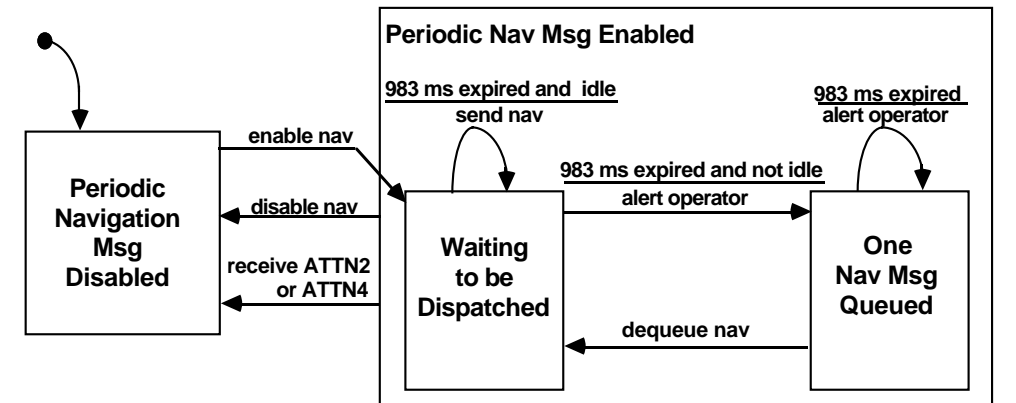 Periodic Nav Msg Enabled
983 ms expired and idle
send nav
983 ms expired
alert operator
enable nav
983 ms expired and not idle
alert operator
Periodic
Navigation
Msg
Disabled
disable nav
receive ATTN2
or ATTN4
Waiting
to be
Dispatched
One
Nav Msg
Queued
dequeue nav